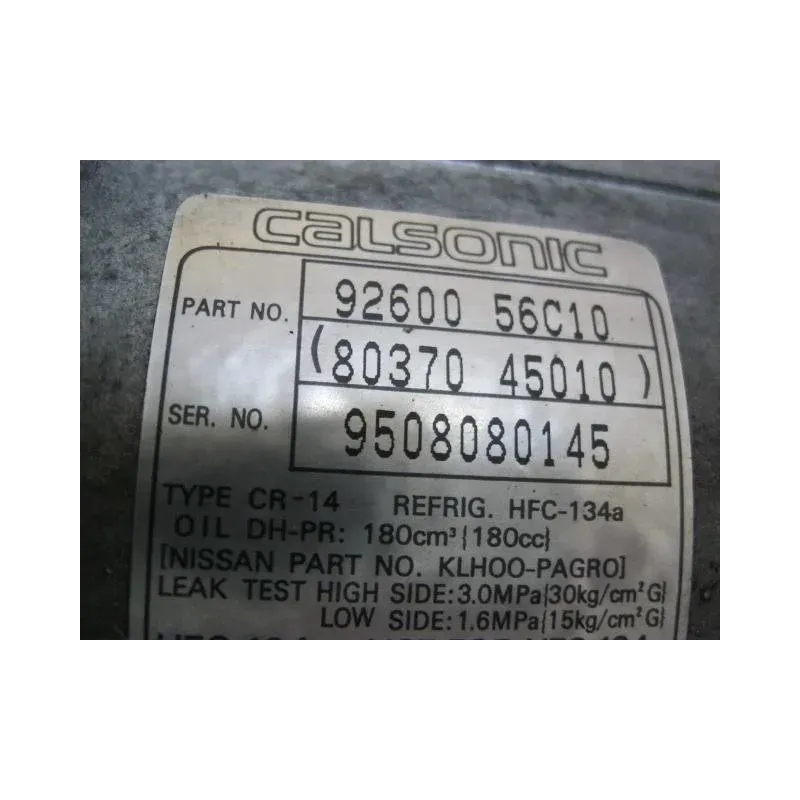 CALSONIC
PART NO. 92600 56C10
(80370 45010)
SER. NO. 9508080145
TYPE CR-14 REFRIG. HFC-134a
OIL DH-PR: 180cm³{180cc}
[NISSAN PART NO. KLHOO-PAGRO]
LEAK TEST HIGH SIDE:3.0MPa{30kg/cm²G}
LOW SIDE:1.6MPa{15kg/cm²G}